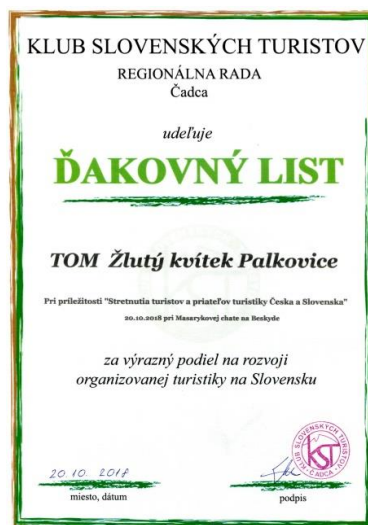 KLUB SLOVENSKÝCH TURISTOV
REGIONÁLNA RADA
Čadca
udeľuje
ĎAKOVNÝ LIST
TOM Žlutý kvítek Palkovice
Pri príležitosti "Stretnutia turistov a priateľov turistiky Česka a Slovenska"
20.10.2018 pri Masarykovej chate na Beskyde
za výrazný podiel na rozvoji
organizovanej turistiky na Slovensku
20.10. 2018
miesto, dátum
podpis
KLUB SLOVENSKÝCH TURISTOV
KST
ČADCA